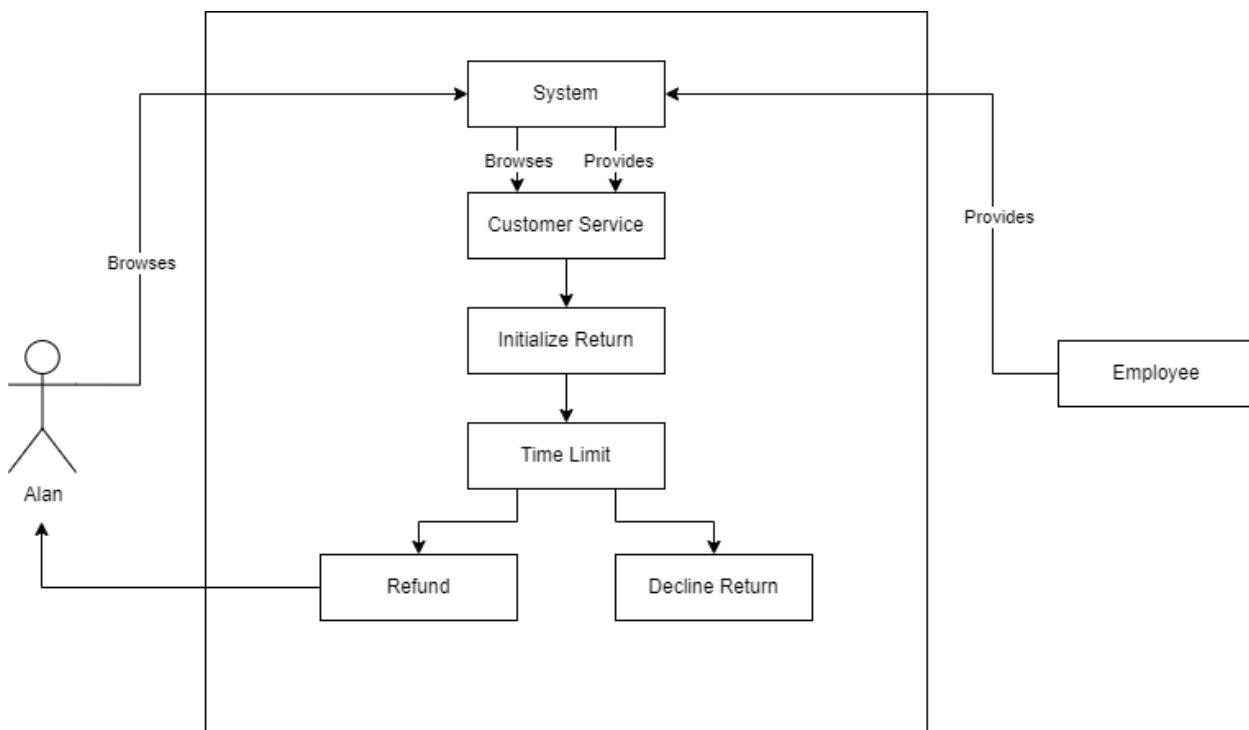 System
Browses
Provides
Customer Service
Provides
Browses
Initialize Return
Employee
Time Limit
Alan
Refund
Decline Return